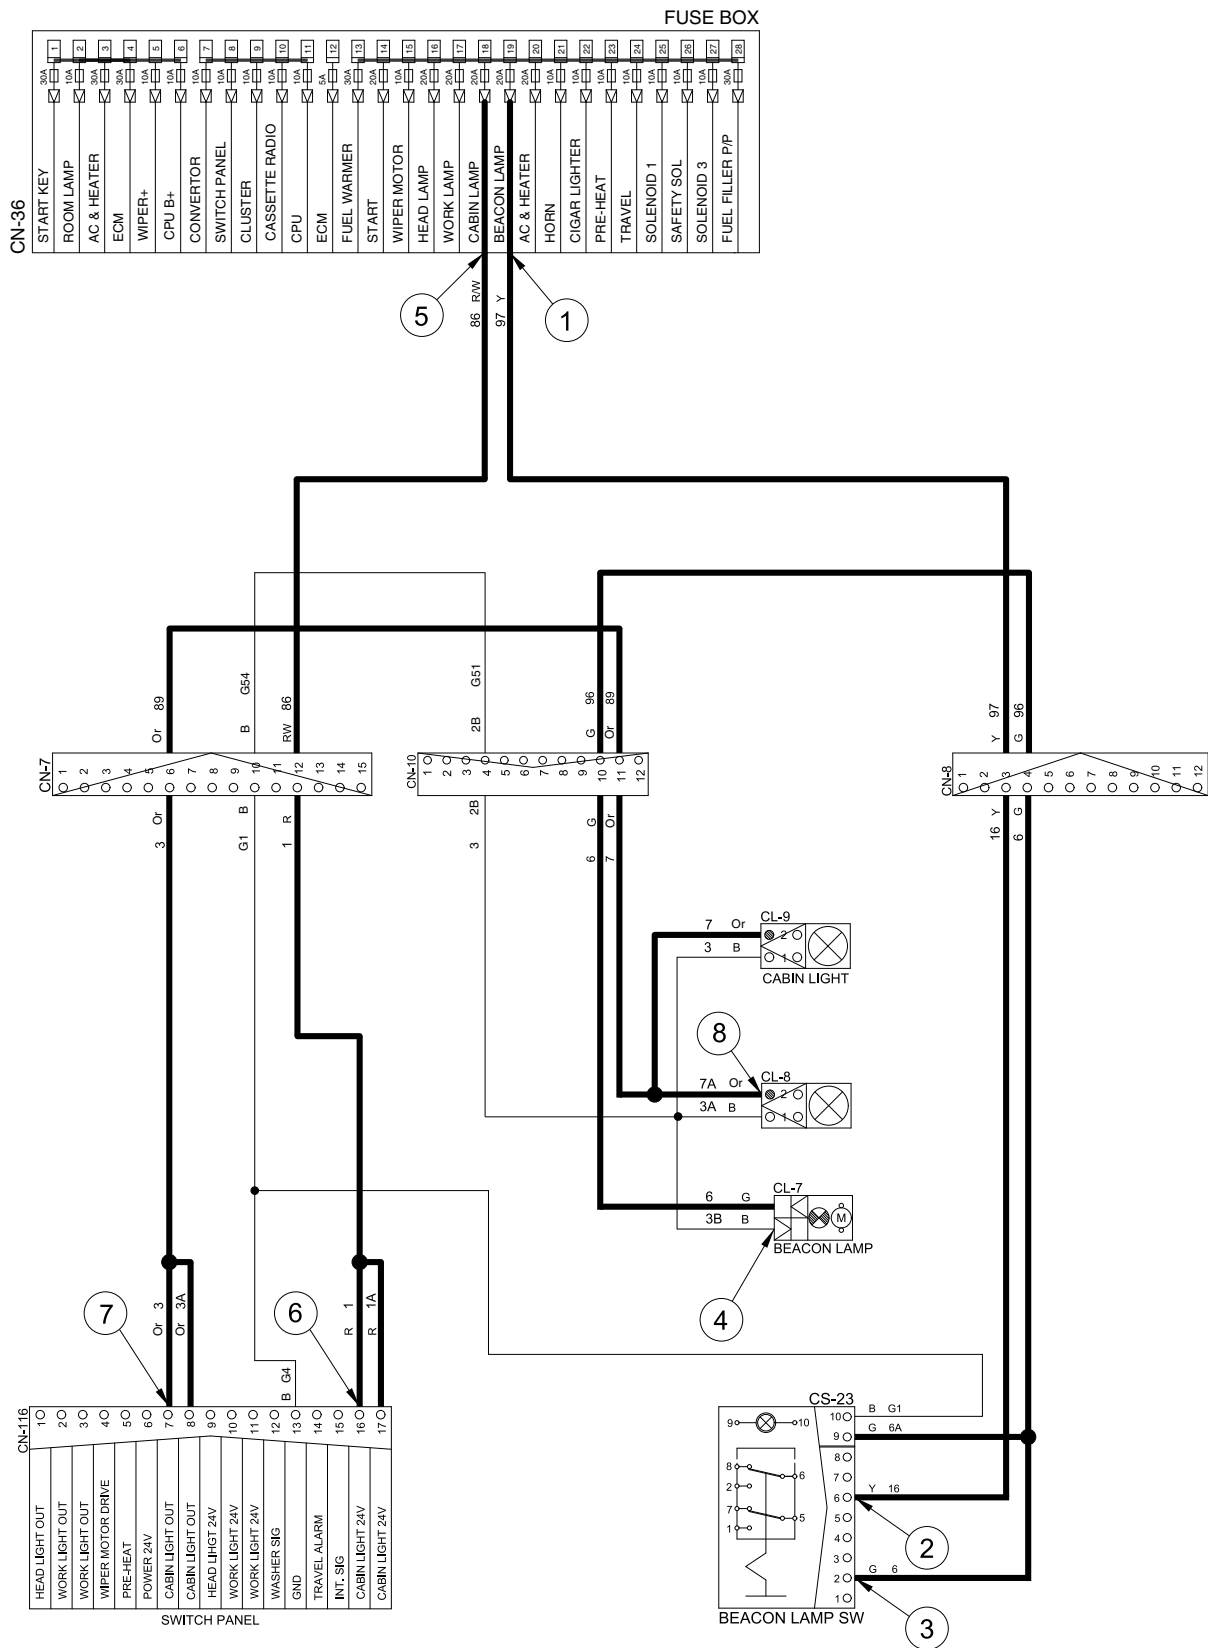 FUSE BOX
CN-36
1 2 3 4 5 6 7 8 9 10 11 12 13 14 15 16 17 18 19 20 21 22 23 24 25 26 27 28
30A 10A 30A 30A 10A 10A 10A 10A 10A 10A 10A 5A 30A 20A 10A 20A 20A 20A 20A 20A 10A 10A 10A 10A 10A 10A 10A 30A
START KEY
ROOM LAMP
AC & HEATER
ECM
WIPER+
CPU B+
CONVERTOR
SWITCH PANEL
CLUSTER
CASSETTE RADIO
CPU
ECM
FUEL WARMER
START
WIPER MOTOR
HEAD LAMP
WORK LAMP
CABIN LAMP
BEACON LAMP
AC & HEATER
HORN
CIGAR LIGHTER
PRE-HEAT
TRAVEL
SOLENOID 1
SAFETY SOL
SOLENOID 3
FUEL FILLER P/P
5
86 R/W
97 Y
1
Or 89
B G54
RW 86
2B G51
G 96
Or 89
Y 97
G 96
CN-7
1 2 3 4 5 6 7 8 9 10 11 12 13 14 15
CN-10
1 2 3 4 5 6 7 8 9 10 11 12
CN-8
1 2 3 4 5 6 7 8 9 10 11 12
3 Or
G1 B
1 R
3 2B
6 G
7 Or
16 Y
6 G
CL-9
7 Or
3 B
2
1
CABIN LIGHT
8
CL-8
7A Or
3A B
2
1
CL-7
6 G
3B B
M
BEACON LAMP
4
7
Or 3
Or 3A
B G4
6
R 1
R 1A
CN-116
1 2 3 4 5 6 7 8 9 10 11 12 13 14 15 16 17
HEAD LIGHT OUT
WORK LIGHT OUT
WORK LIGHT OUT
WIPER MOTOR DRIVE
PRE-HEAT
POWER 24V
CABIN LIGHT OUT
CABIN LIGHT OUT
HEAD LIHGT 24V
WORK LIGHT 24V
WORK LIGHT 24V
WASHER SIG
GND
TRAVEL ALARM
INT. SIG
CABIN LIGHT 24V
CABIN LIGHT 24V
SWITCH PANEL
CS-23
10 B G1
9 G 6A
8
7
6 Y 16
5
4
3
2 G 6
1
9 10
8 6
2
7 5
1
BEACON LAMP SW
2
3